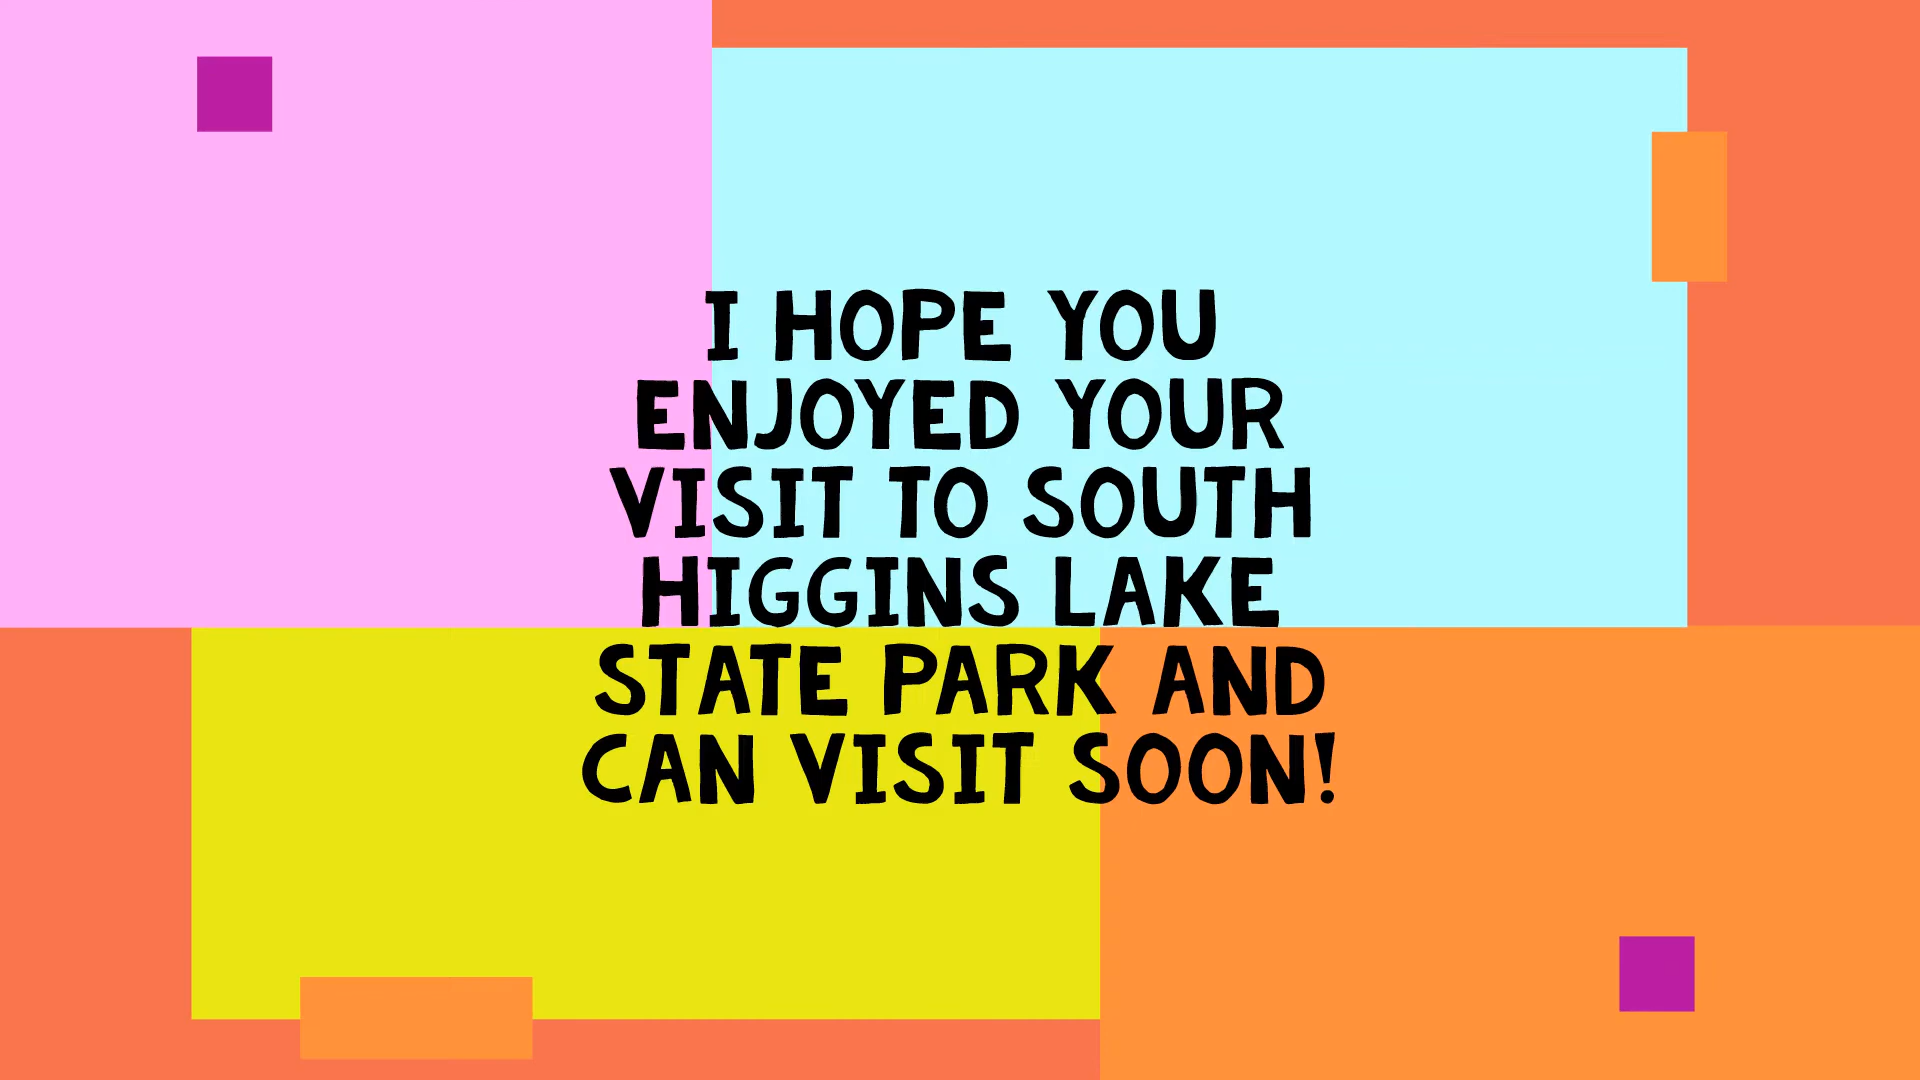 I HOPE YOU
ENJOYED YOUR
VISIT TO SOUTH
HIGGINS LAKE
STATE PARK AND
CAN VISIT SOON!